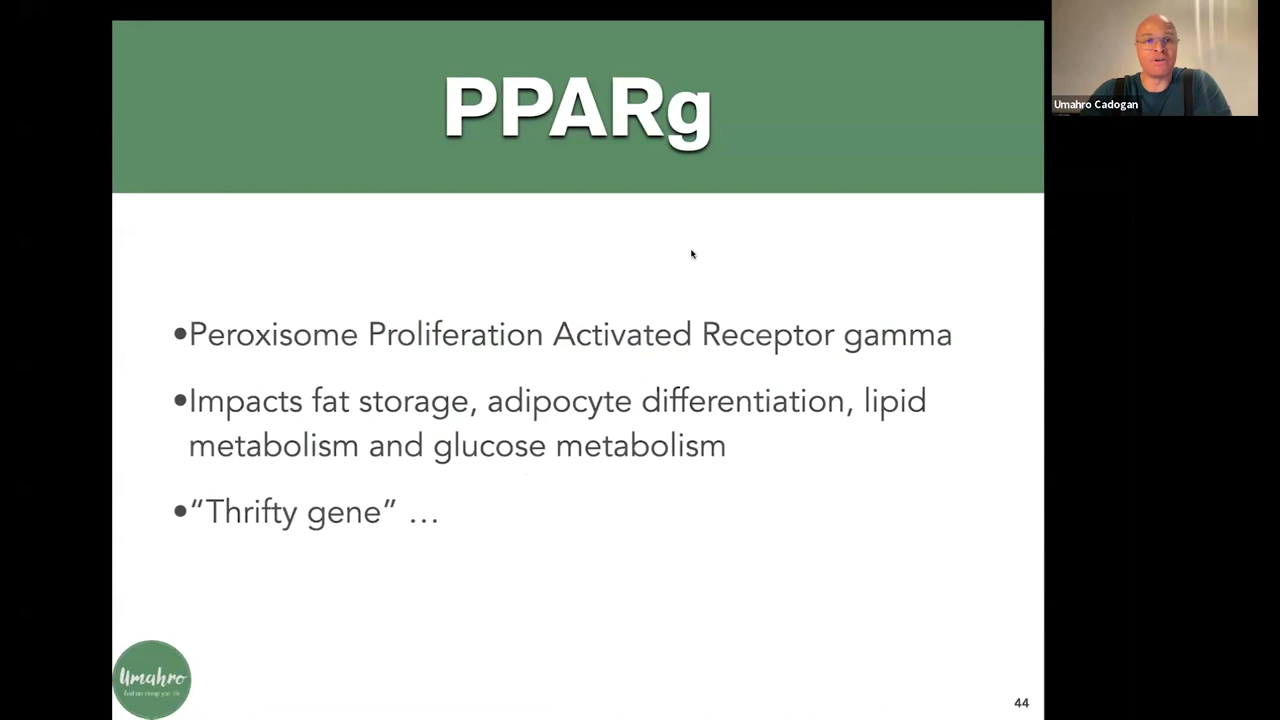 PPARg
Umahro Cadogan
•Peroxisome Proliferation Activated Receptor gamma
•Impacts fat storage, adipocyte differentiation, lipid
metabolism and glucose metabolism
•“Thrifty gene” …
Umahro
44